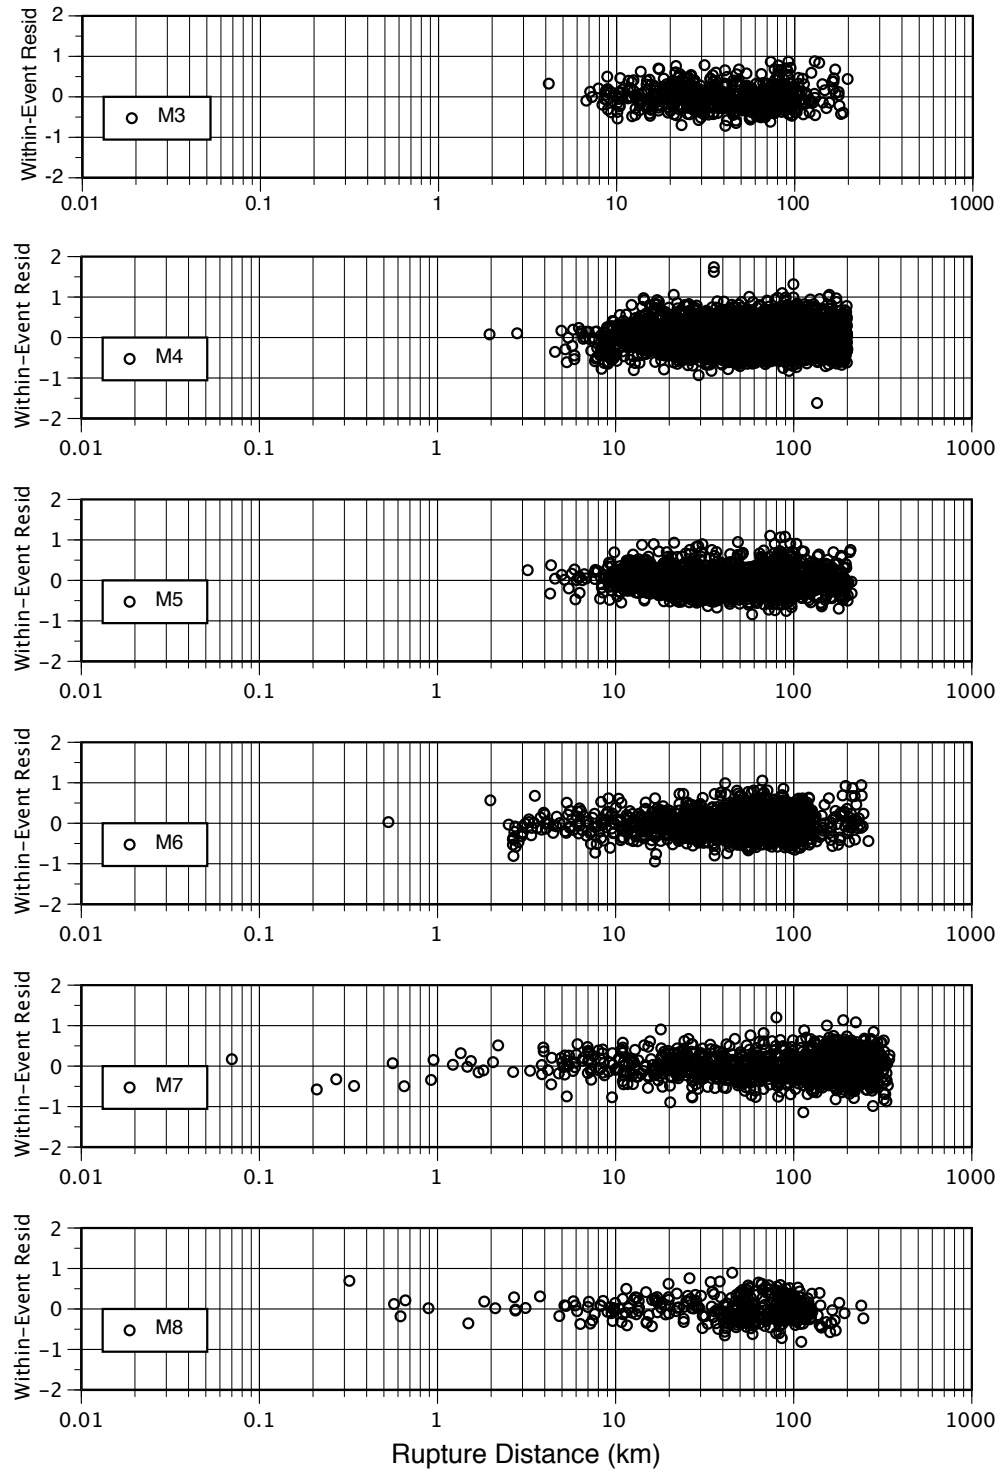 Within-Event Resid
2
1
0
-1
-2
M3
0.01 0.1 1 10 100 1000
Within−Event Resid
2
1
0
−1
−2
M4
0.01 0.1 1 10 100 1000
Within−Event Resid
2
1
0
−1
−2
M5
0.01 0.1 1 10 100 1000
Within−Event Resid
2
1
0
−1
−2
M6
0.01 0.1 1 10 100 1000
Within−Event Resid
2
1
0
−1
−2
M7
0.01 0.1 1 10 100 1000
Within−Event Resid
2
1
0
−1
−2
M8
0.01 0.1 1 10 100 1000
Rupture Distance (km)